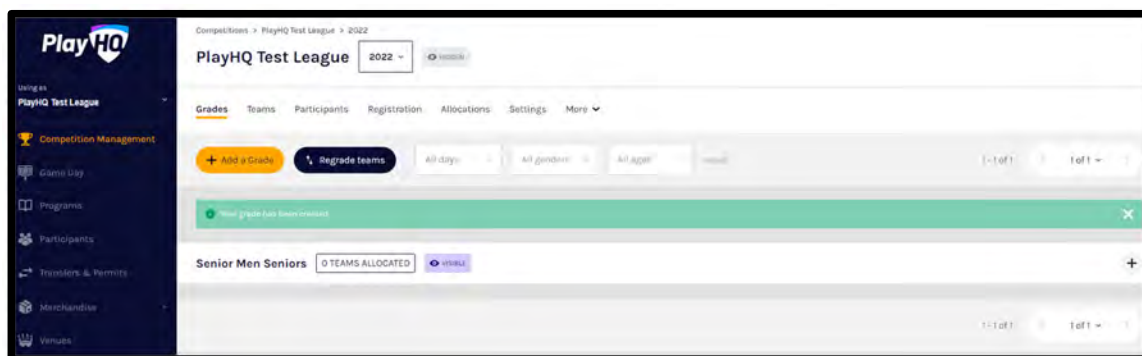 PlayHQ
Using as
PlayHQ Test League
Competition Management
Game Day
Programs
Participants
Transfers & Permits
Merchandise
Venues
Competitions > PlayHQ Test League > 2022
PlayHQ Test League 2022 HIDDEN
Grades Teams Participants Registration Allocations Settings More
+ Add a Grade Regrade teams All days All genders All ages 1-1 of 1 1 of 1
Your grade has been created
Senior Men Seniors 0 TEAMS ALLOCATED VISIBLE +
1-1 of 1 1 of 1